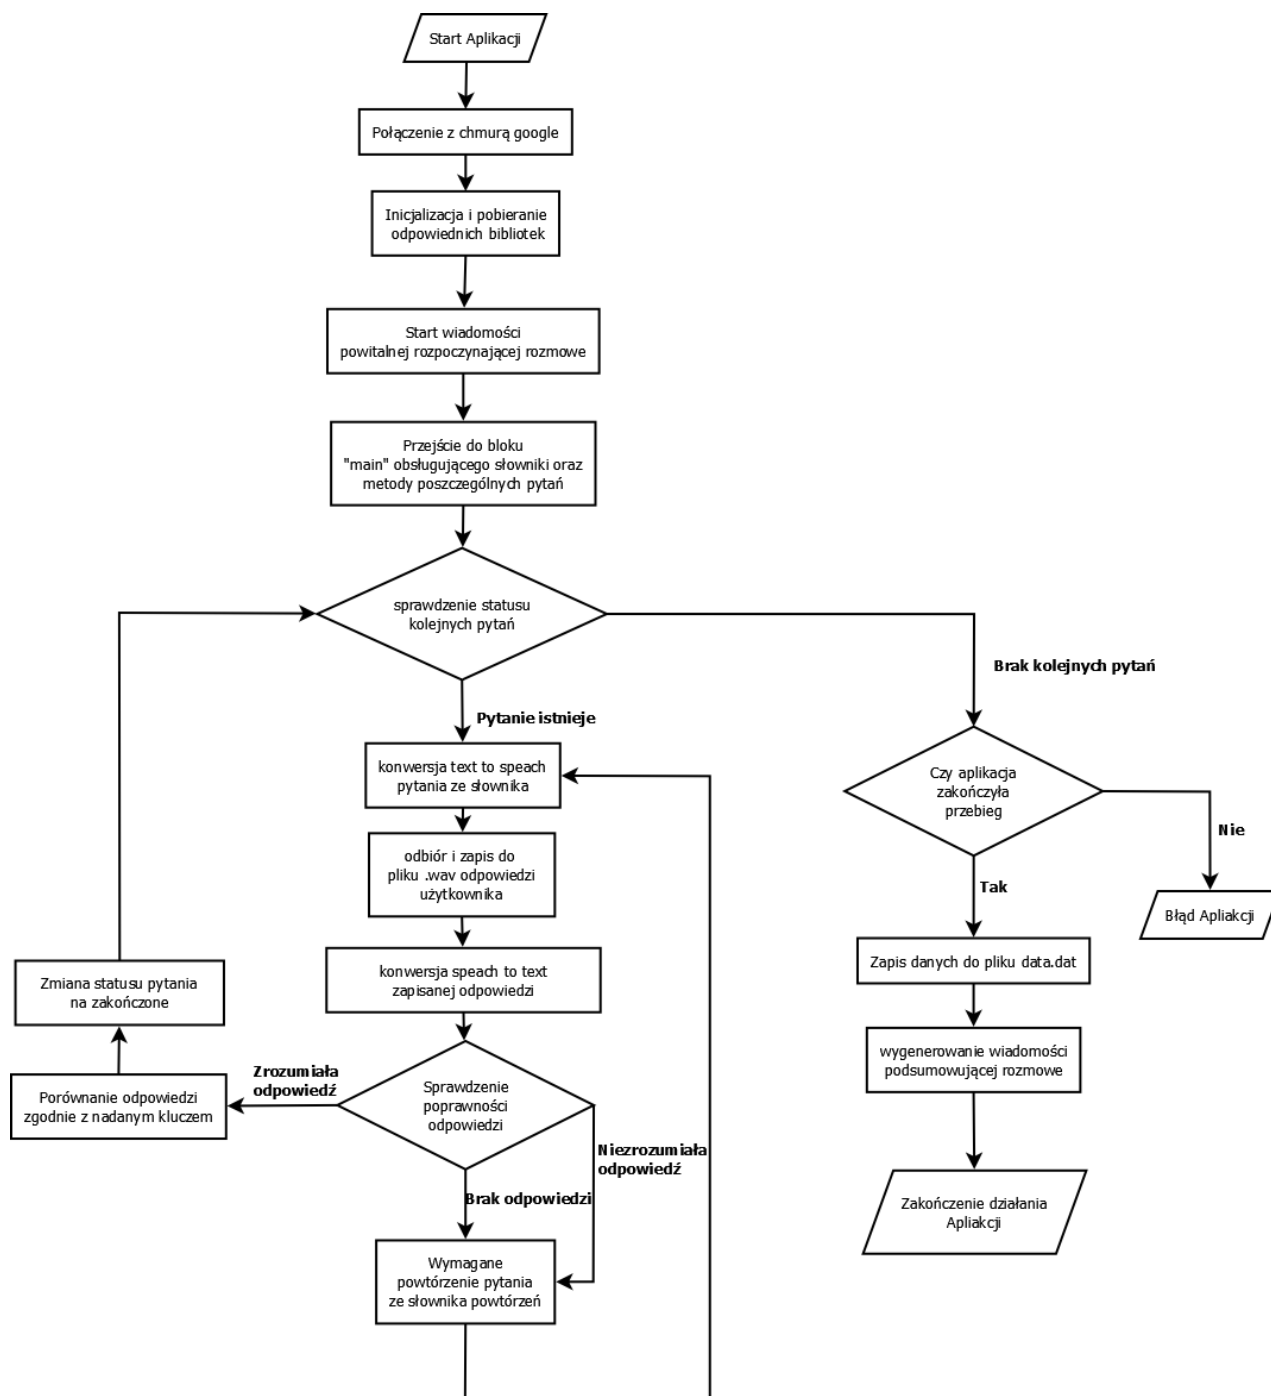 Start Aplikacji
Połączenie z chmurą google
Inicjalizacja i pobieranie
odpowiednich bibliotek
Start wiadomości
powitalnej rozpoczynającej rozmowe
Przejście do bloku
"main" obsługującego słowniki oraz
metody poszczególnych pytań
sprawdzenie statusu
kolejnych pytań
Brak kolejnych pytań
Pytanie istnieje
konwersja text to speach
pytania ze słownika
Czy aplikacja
zakończyła
przebieg
Nie
odbiór i zapis do
pliku .wav odpowiedzi
użytkownika
Tak
Błąd Apliakcji
Zapis danych do pliku data.dat
konwersja speach to text
zapisanej odpowiedzi
Zmiana statusu pytania
na zakończone
wygenerowanie wiadomości
podsumowującej rozmowe
Zrozumiała
odpowiedź
Sprawdzenie
poprawności
odpowiedzi
Porównanie odpowiedzi
zgodnie z nadanym kluczem
Niezrozumiała
odpowiedź
Brak odpowiedzi
Zakończenie działania
Apliakcji
Wymagane
powtórzenie pytania
ze słownika powtórzeń